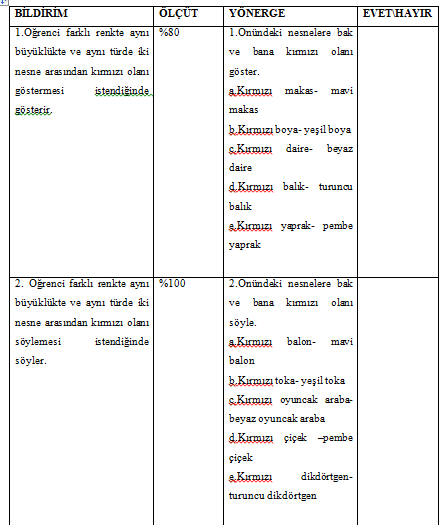 BİLDİRİM ÖLÇÜT YÖNERGE EVET\HAYIR
1.Öğrenci farklı renkte aynı
büyüklükte ve aynı türde iki
nesne arasından kırmızı olanı
göstermesi istendiğinde
gösterir.
%80
1.Önündeki nesnelere bak
ve bana kırmızı olanı
göster.
a.Kırmızı makas- mavi
makas
b.Kırmızı boya- yeşil boya
c.Kırmızı daire- beyaz
daire
d.Kırmızı balık- turuncu
balık
e.Kırmızı yaprak- pembe
yaprak
2. Öğrenci farklı renkte aynı
büyüklükte ve aynı türde iki
nesne arasından kırmızı olanı
söylemesi istendiğinde
söyler.
%100
2.Önündeki nesnelere bak
ve bana kırmızı olanı
söyle.
a.Kırmızı balon- mavi
balon
b.Kırmızı toka- yeşil toka
c.Kırmızı oyuncak araba-
beyaz oyuncak araba
d.Kırmızı çiçek –pembe
çiçek
e.Kırmızı dikdörtgen-
turuncu dikdörtgen